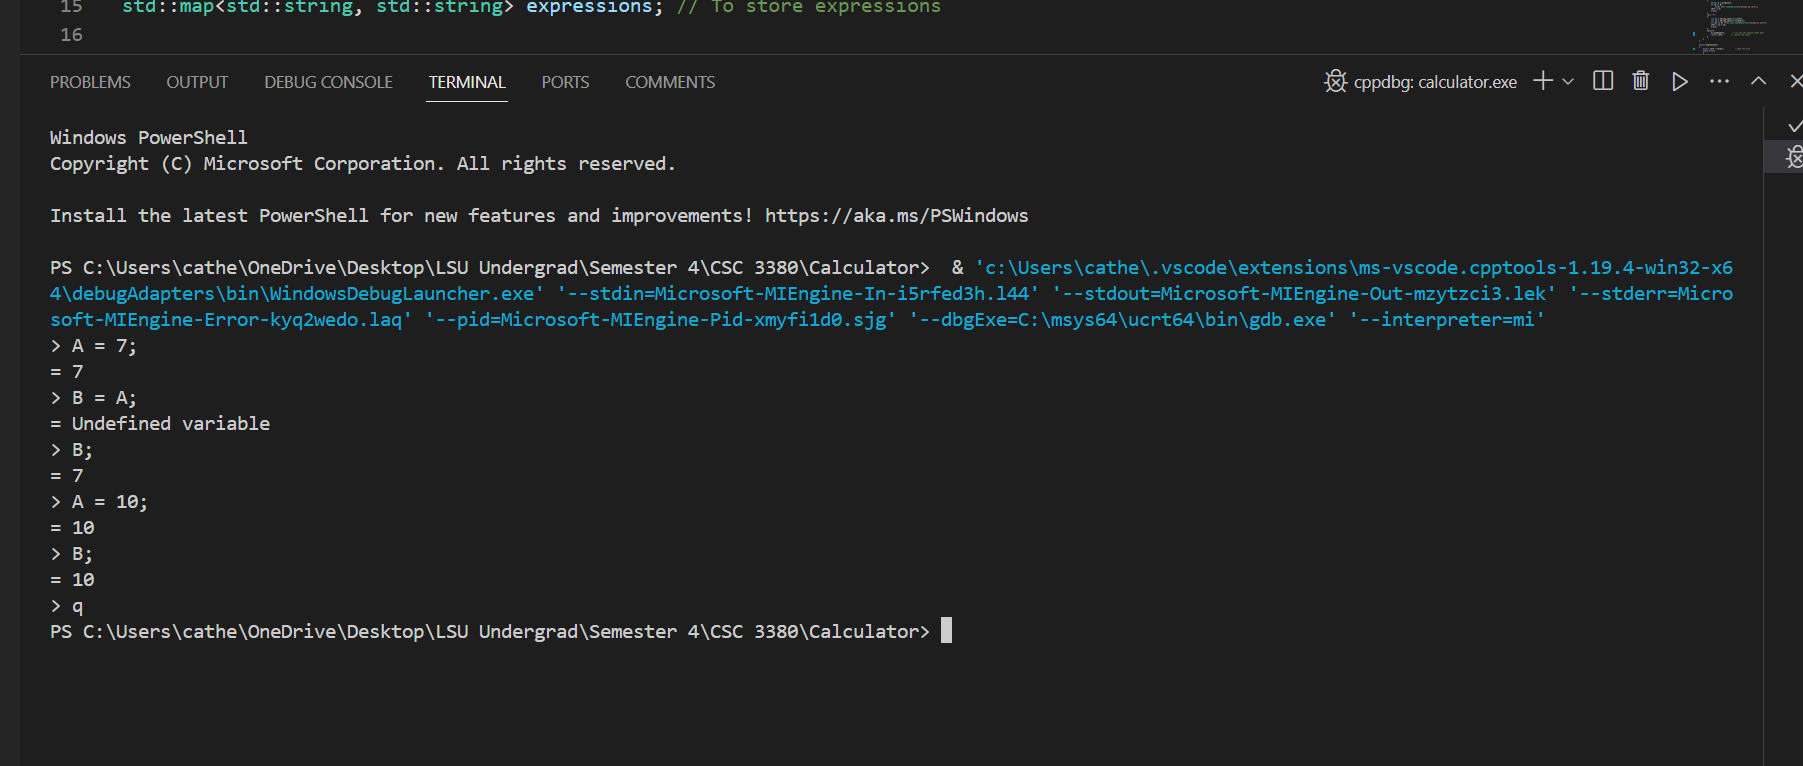 15 std::map<std::string, std::string> expressions; // To store expressions
16
PROBLEMS OUTPUT DEBUG CONSOLE TERMINAL PORTS COMMENTS cppdbg: calculator.exe
Windows PowerShell
Copyright (C) Microsoft Corporation. All rights reserved.
Install the latest PowerShell for new features and improvements! https://aka.ms/PSWindows
PS C:\Users\cathe\OneDrive\Desktop\LSU Undergrad\Semester 4\CSC 3380\Calculator>  & 'c:\Users\cathe\.vscode\extensions\ms-vscode.cpptools-1.19.4-win32-x6
4\debugAdapters\bin\WindowsDebugLauncher.exe' '--stdin=Microsoft-MIEngine-In-i5rfed3h.l44' '--stdout=Microsoft-MIEngine-Out-mzytzci3.lek' '--stderr=Micro
soft-MIEngine-Error-kyq2wedo.laq' '--pid=Microsoft-MIEngine-Pid-xmyfi1d0.sjg' '--dbgExe=C:\msys64\ucrt64\bin\gdb.exe' '--interpreter=mi'
> A = 7;
= 7
> B = A;
= Undefined variable
> B;
= 7
> A = 10;
= 10
> B;
= 10
> q
PS C:\Users\cathe\OneDrive\Desktop\LSU Undergrad\Semester 4\CSC 3380\Calculator>